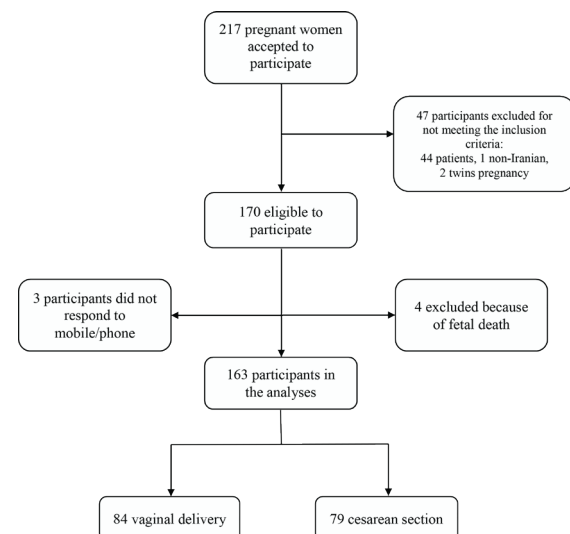 217 pregnant women
accepted to
participate
47 participants excluded for
not meeting the inclusion
criteria:
44 patients, 1 non-Iranian,
2 twins pregnancy
170 eligible to
participate
3 participants did not
respond to
mobile/phone
4 excluded because
of fetal death
163 participants in
the analyses
84 vaginal delivery
79 cesarean section